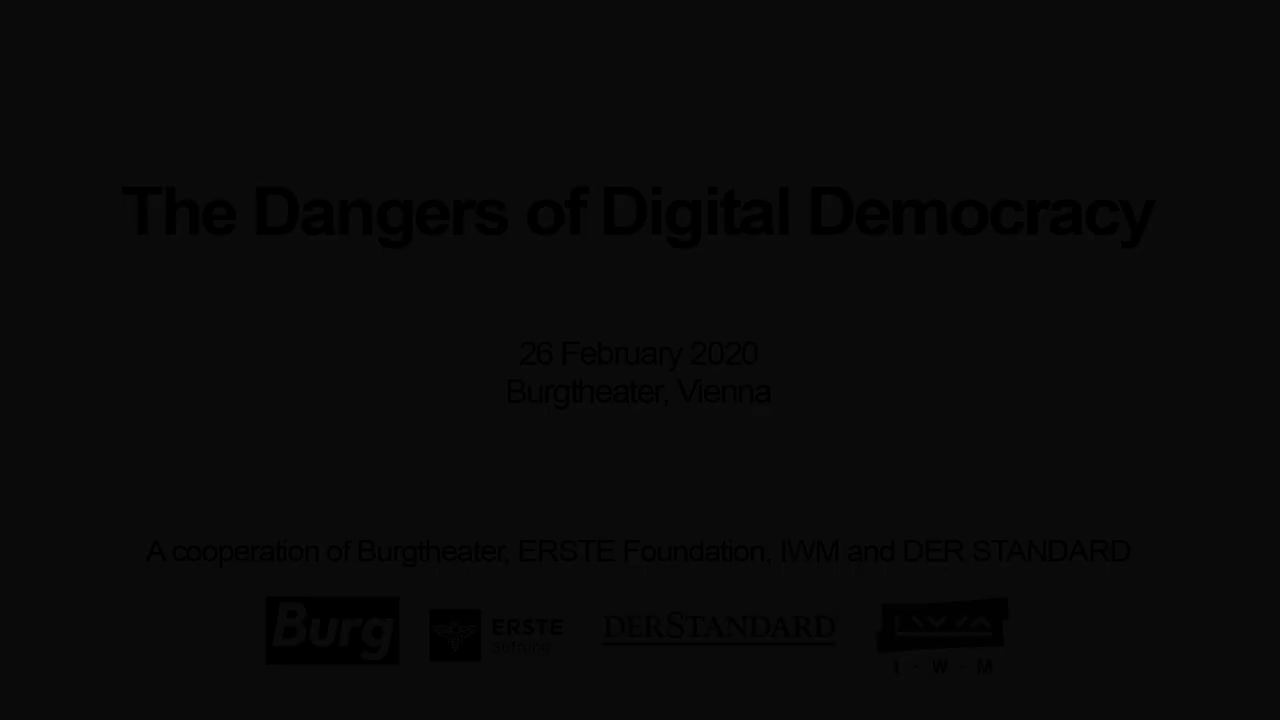 The Dangers of Digital Democracy
26 February 2020
Burgtheater, Vienna
A cooperation of Burgtheater, ERSTE Foundation, IWM and DER STANDARD
Burg
ERSTE
Stiftung
DERSTANDARD
I · W · M